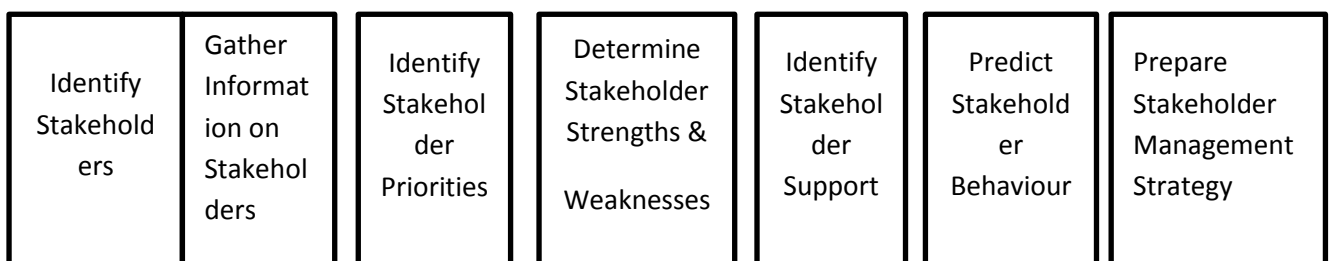 Identify
Stakehold
ers
Gather
Informat
ion on
Stakehol
ders
Identify
Stakehol
der
Priorities
Determine
Stakeholder
Strengths &
Weaknesses
Identify
Stakehol
der
Support
Predict
Stakehold
er
Behaviour
Prepare
Stakeholder
Management
Strategy